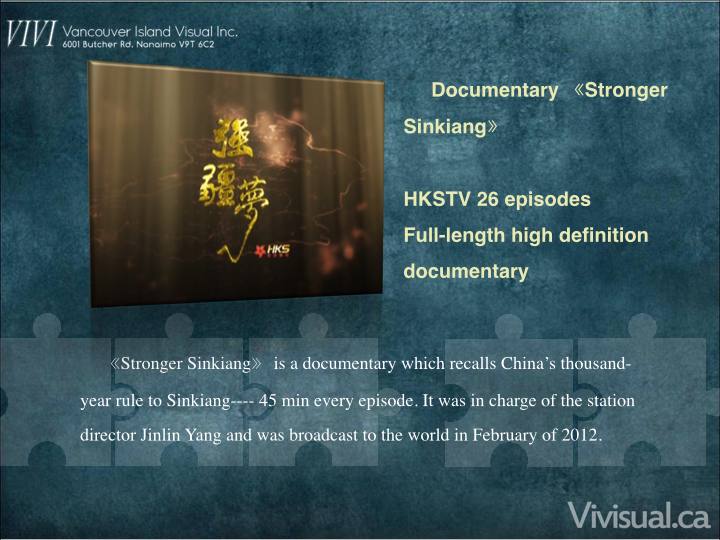 VIVI Vancouver Island Visual Inc.
6001 Butcher Rd. Nanaimo V9T 6C2
Documentary 《Stronger
Sinkiang》
HKSTV 26 episodes
Full-length high definition
documentary
强
疆
夢
HKS
《Stronger Sinkiang》 is a documentary which recalls China’s thousand-
year rule to Sinkiang---- 45 min every episode. It was in charge of the station
director Jinlin Yang and was broadcast to the world in February of 2012.
Vivisual.ca